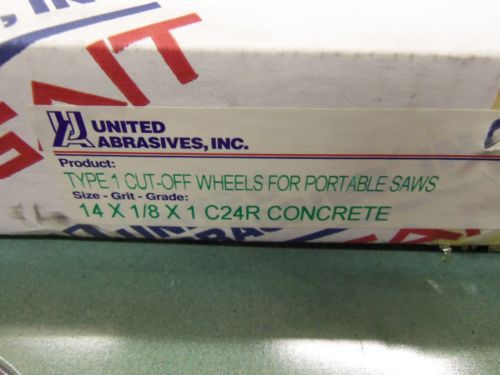 UNITED
ABRASIVES, INC.
Product:
TYPE 1 CUT-OFF WHEELS FOR PORTABLE SAWS
Size - Grit - Grade:
14 X 1/8 X 1 C24R CONCRETE